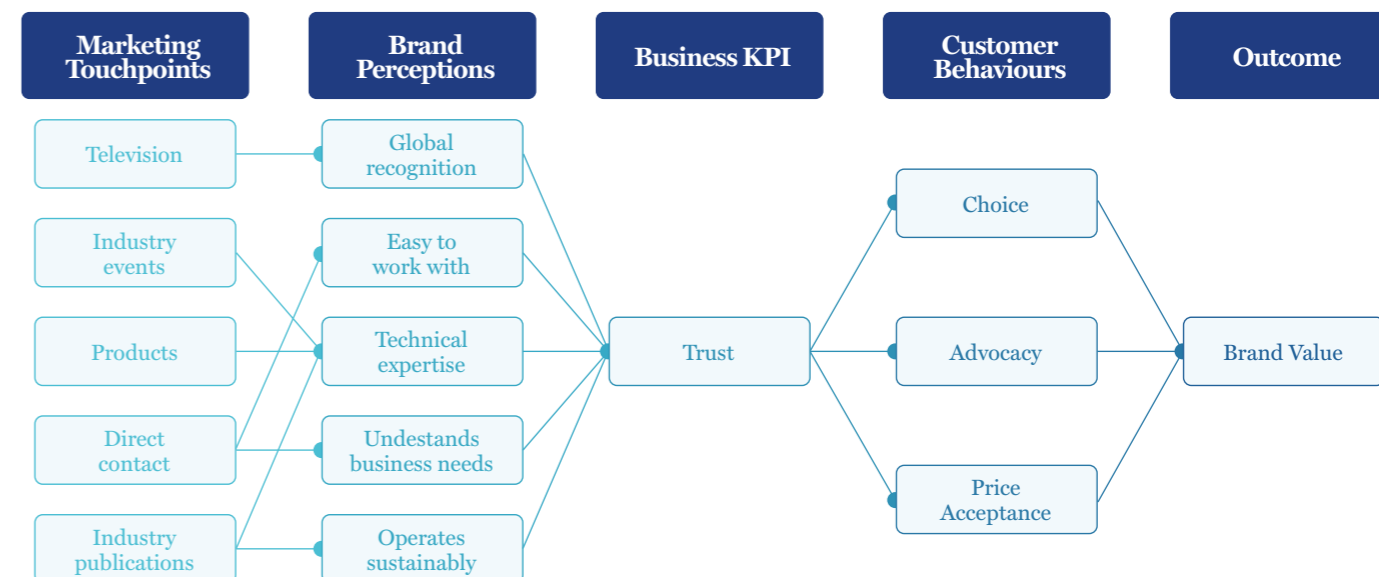 Marketing
Touchpoints
Brand
Perceptions
Business KPI
Customer
Behaviours
Outcome
Television
Industry
events
Products
Direct
contact
Industry
publications
Global
recognition
Easy to
work with
Technical
expertise
Undestands
business needs
Operates
sustainably
Trust
Choice
Advocacy
Price
Acceptance
Brand Value